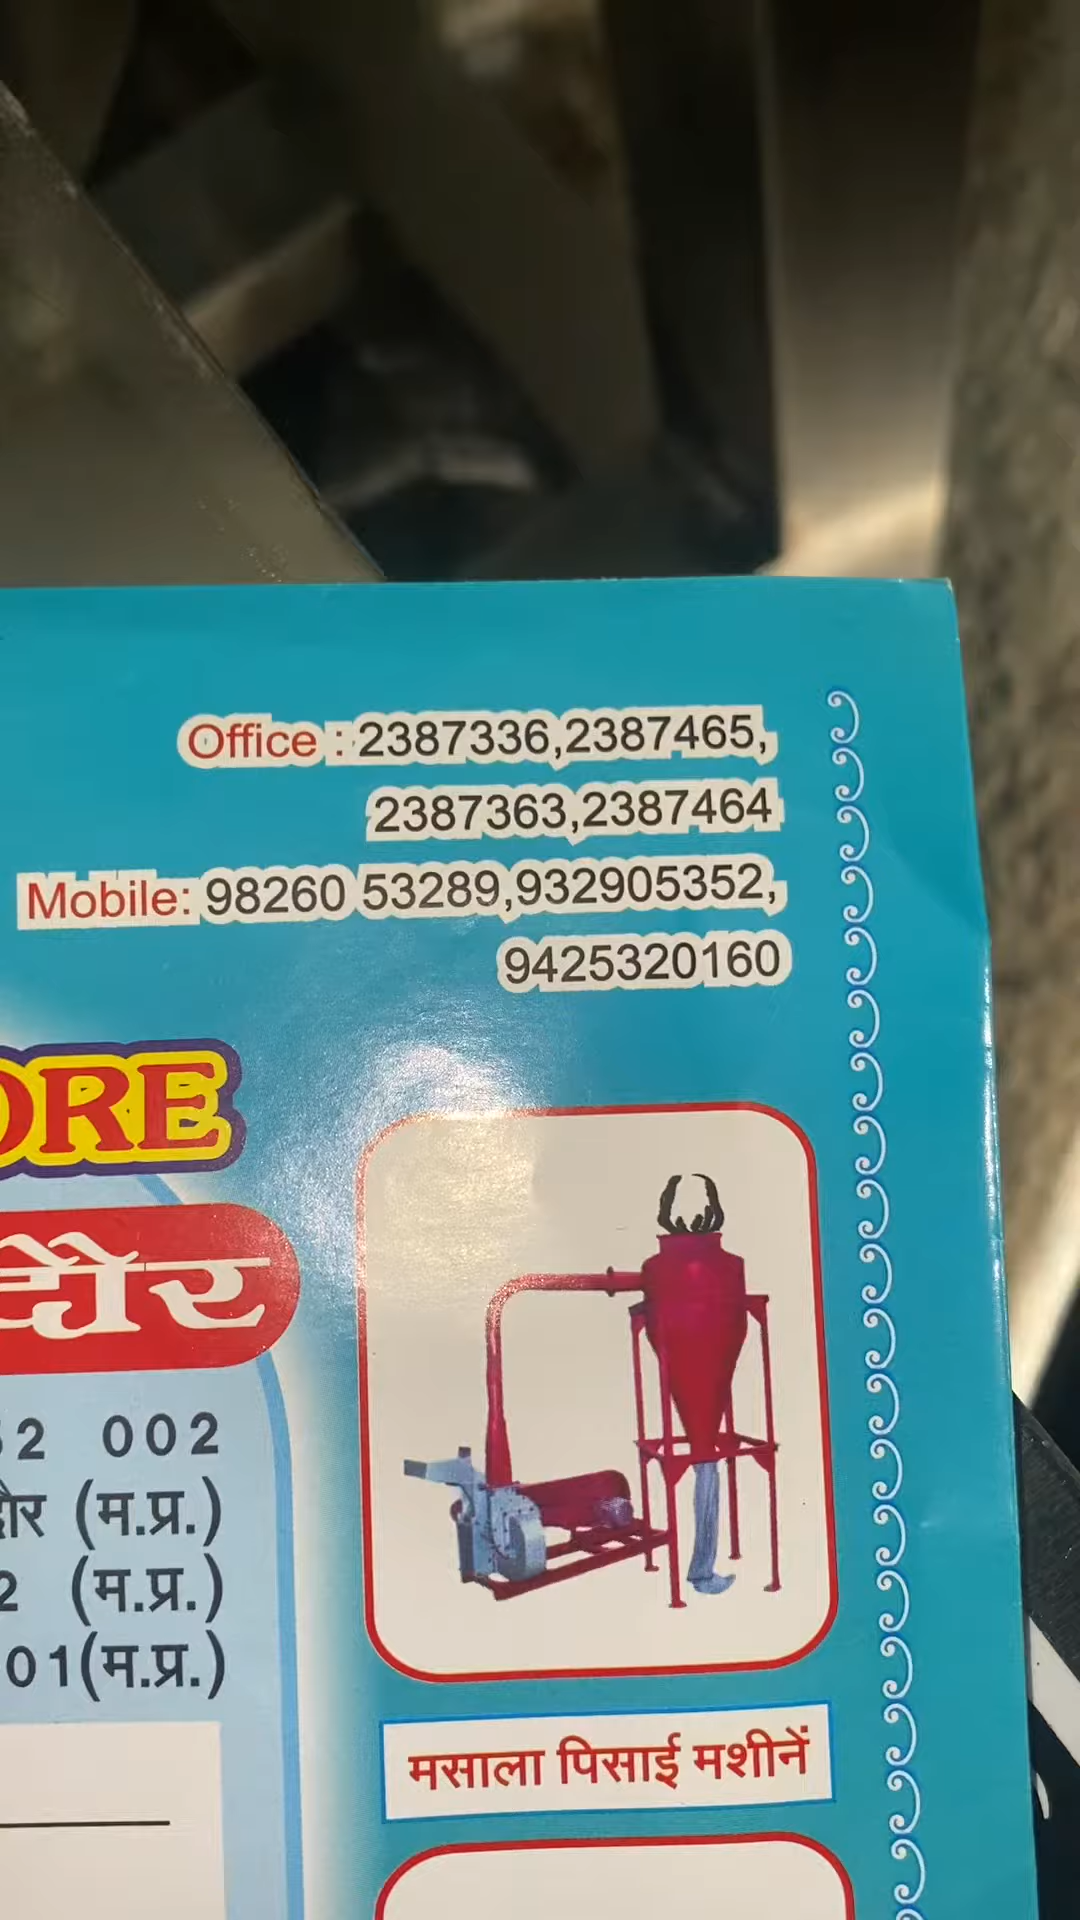 Office : 2387336,2387465,
2387363,2387464
Mobile: 98260 53289,932905352,
9425320160
ORE
2 002
(म.प्र.)
2 (म.प्र.)
01(म.प्र.)
मसाला पिसाई मशीनें